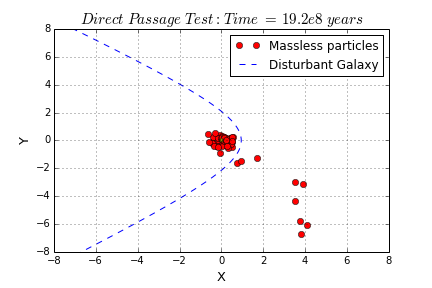 Direct Passage Test : Time = 19.2e8 years
Massless particles
Disturbant Galaxy
Y
8
6
4
2
0
−2
−4
−6
−8
−8 −6 −4 −2 0 2 4 6 8
X